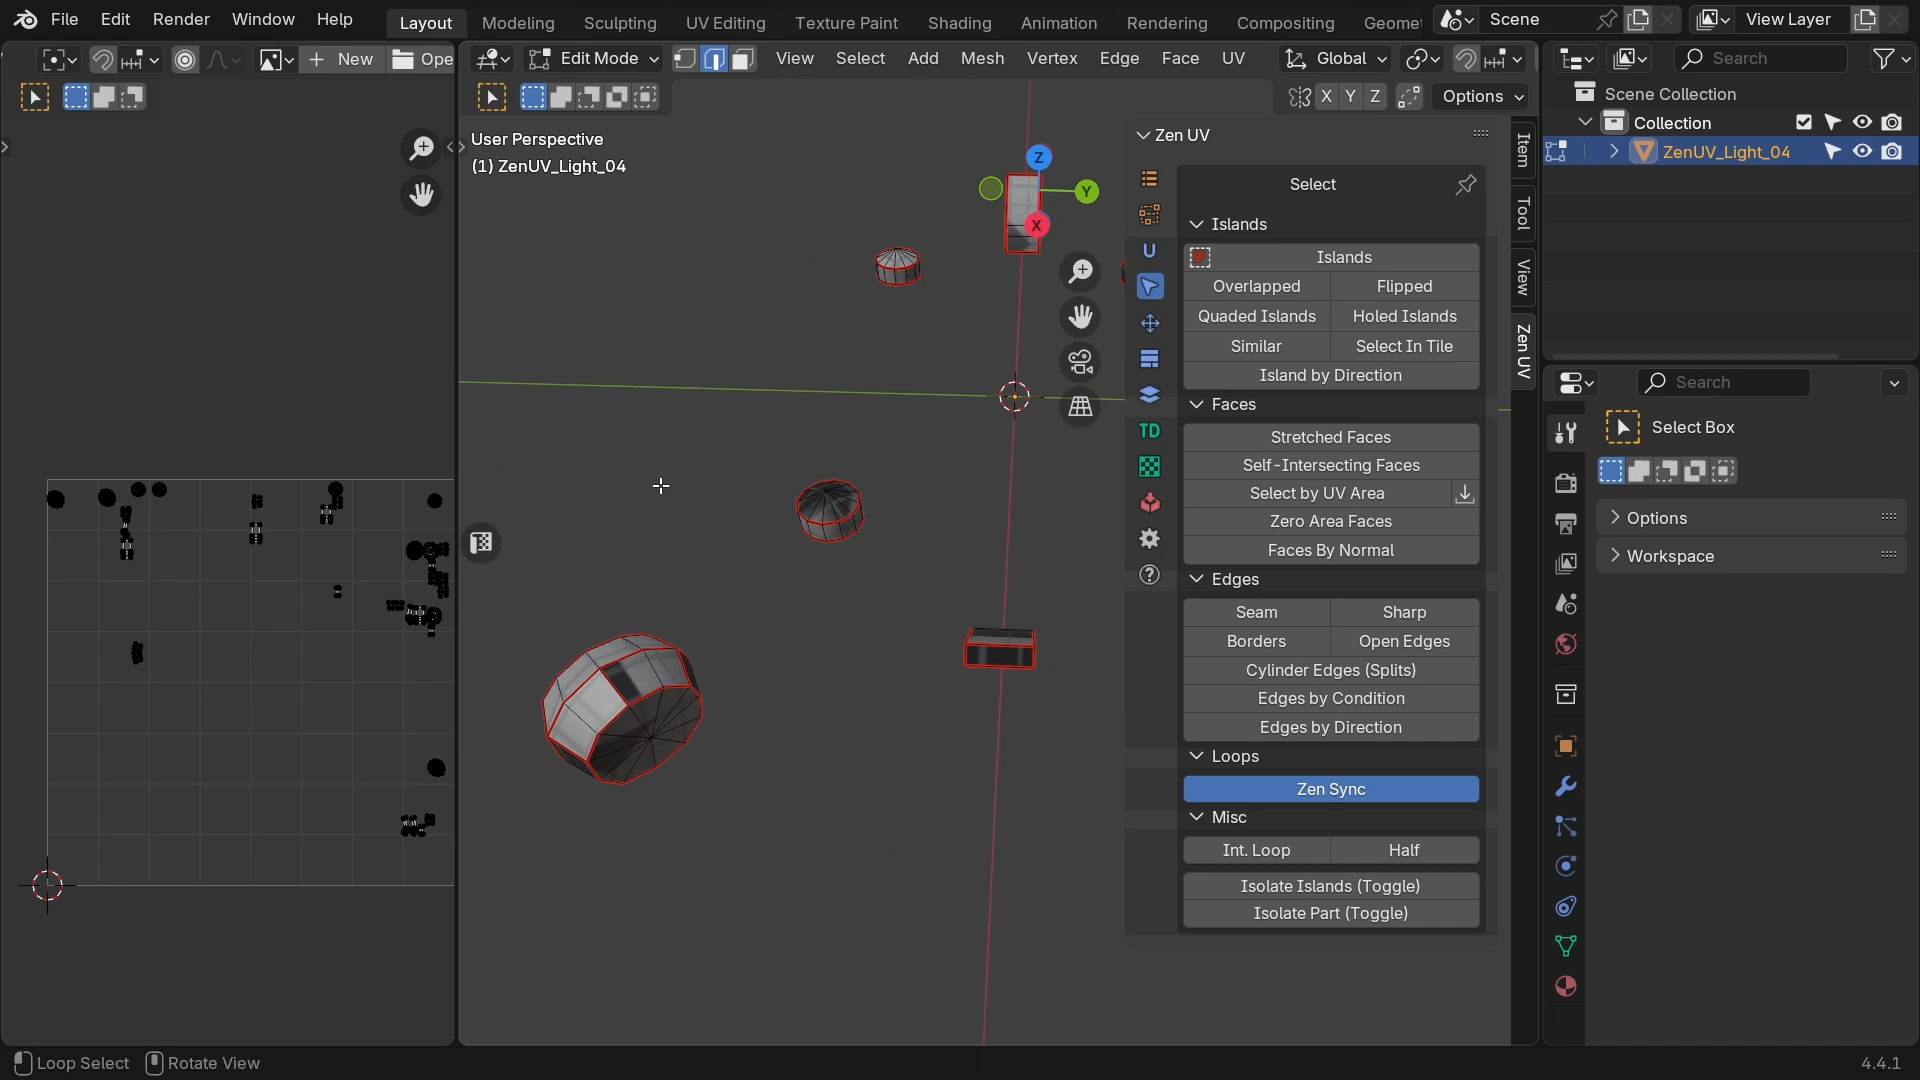 File Edit Render Window Help Layout Modeling Sculpting UV Editing Texture Paint Shading Animation Rendering Compositing Geomet Scene View Layer
New Ope Edit Mode View Select Add Mesh Vertex Edge Face UV Global Search
X Y Z Options
User Perspective
(1) ZenUV_Light_04
Z
Y
X
Zen UV
Select
Islands
Islands
Overlapped Flipped
Quaded Islands Holed Islands
Similar Select In Tile
Island by Direction
Faces
Stretched Faces
Self-Intersecting Faces
Select by UV Area
Zero Area Faces
Faces By Normal
Edges
Seam Sharp
Borders Open Edges
Cylinder Edges (Splits)
Edges by Condition
Edges by Direction
Loops
Zen Sync
Misc
Int. Loop Half
Isolate Islands (Toggle)
Isolate Part (Toggle)
TD
Item
Tool
View
Zen UV
Scene Collection
Collection
ZenUV_Light_04
Search
Select Box
Options
Workspace
Loop Select Rotate View 4.4.1